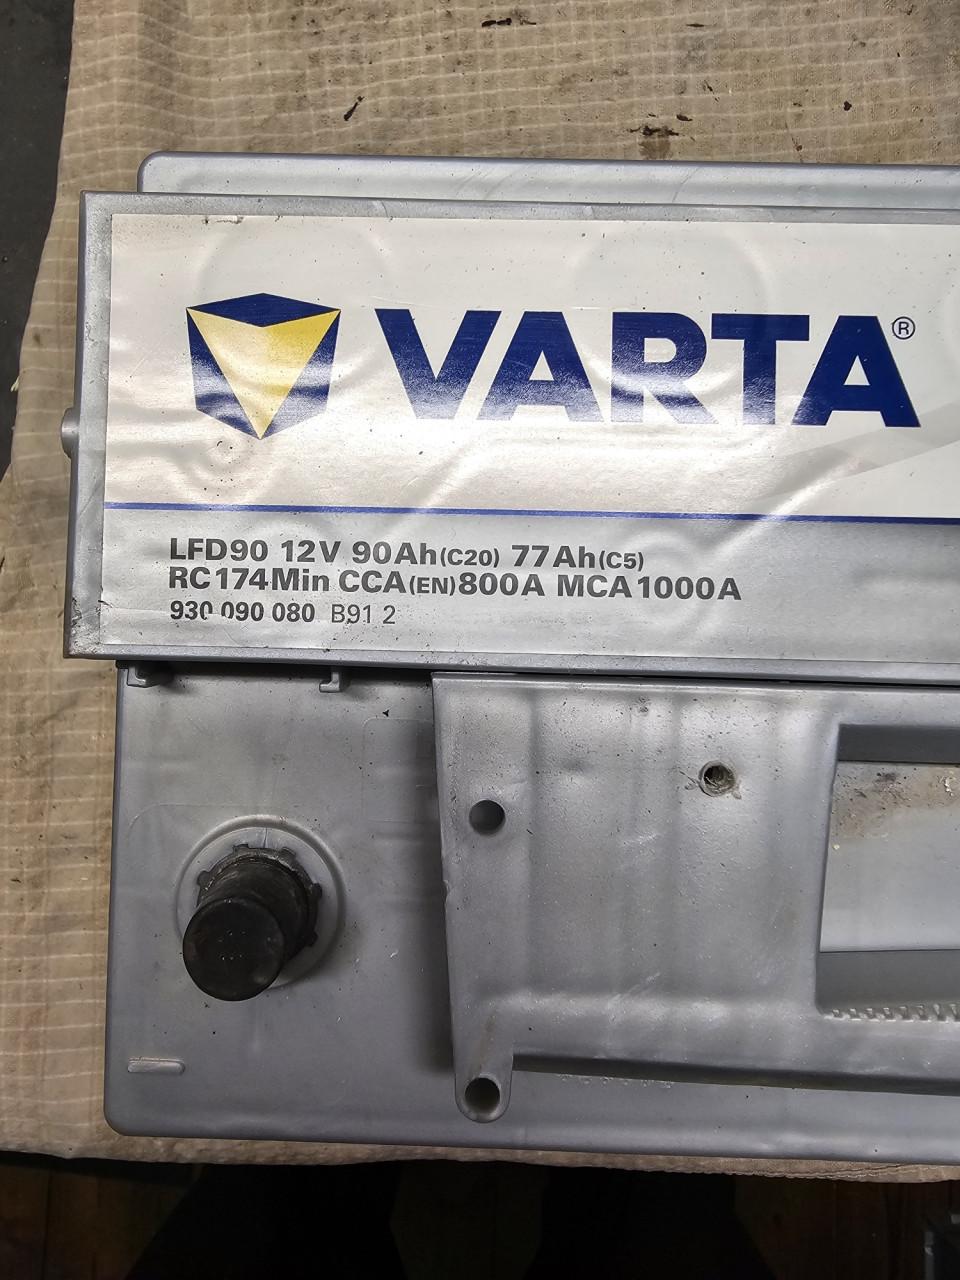 VARTA®
LFD90 12V 90Ah(C20) 77Ah(C5)
RC174Min CCA(EN)800A MCA1000A
930 090 080 B91 2